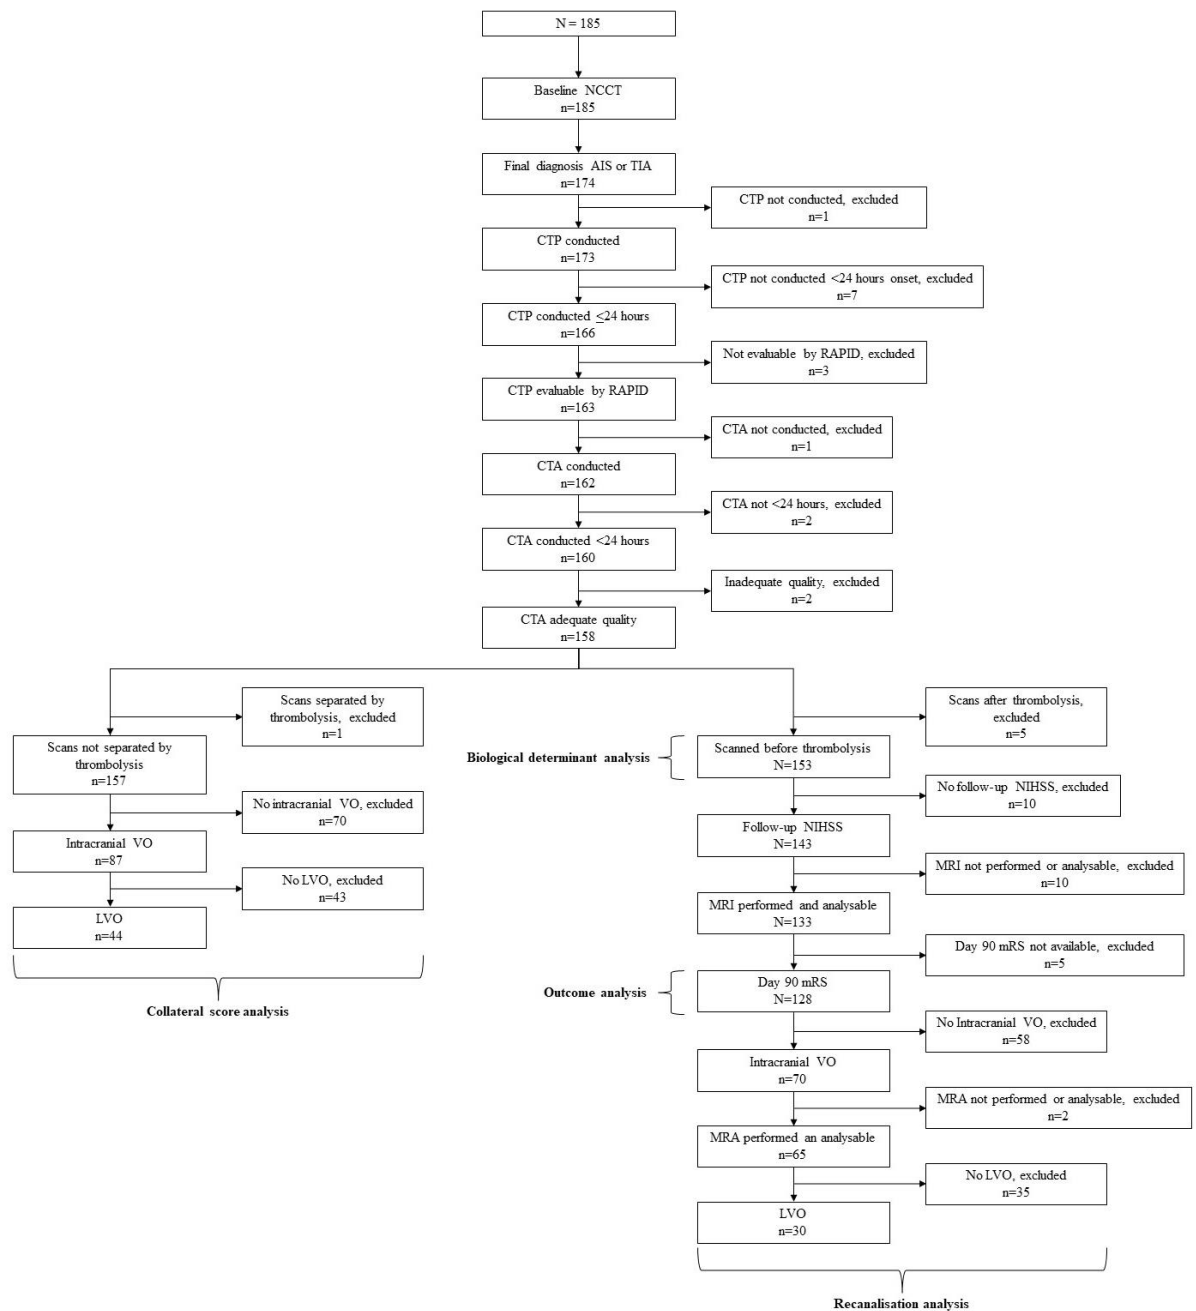 N = 185
Baseline NCCT
n=185
Final diagnosis AIS or TIA
n=174
CTP not conducted, excluded
n=1
CTP conducted
n=173
CTP not conducted <24 hours onset, excluded
n=7
CTP conducted ≤24 hours
n=166
Not evaluable by RAPID, excluded
n=3
CTP evaluable by RAPID
n=163
CTA not conducted, excluded
n=1
CTA conducted
n=162
CTA not <24 hours, excluded
n=2
CTA conducted <24 hours
n=160
Inadequate quality, excluded
n=2
CTA adequate quality
n=158
Scans separated by
thrombolysis, excluded
n=1
Scans not separated by
thrombolysis
n=157
No intracranial VO, excluded
n=70
Intracranial VO
n=87
No LVO, excluded
n=43
LVO
n=44
Collateral score analysis
Scans after thrombolysis,
excluded
n=5
Biological determinant analysis
Scanned before thrombolysis
N=153
No follow-up NIHSS, excluded
n=10
Follow-up NIHSS
N=143
MRI not performed or analysable, excluded
n=10
MRI performed and analysable
N=133
Day 90 mRS not available, excluded
n=5
Outcome analysis
Day 90 mRS
N=128
No Intracranial VO, excluded
n=58
Intracranial VO
n=70
MRA not performed or analysable, excluded
n=2
MRA performed an analysable
n=65
No LVO, excluded
n=35
LVO
n=30
Recanalisation analysis